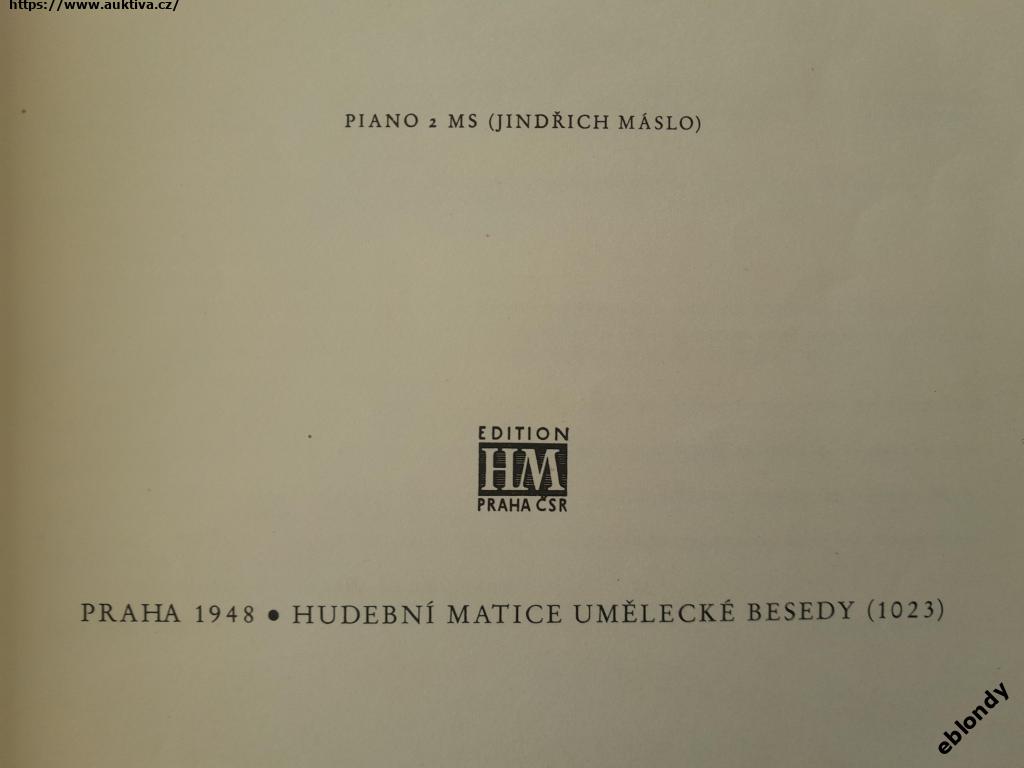 https://www.auktiva.cz/
PIANO 2 MS (JINDŘICH MÁSLO)
EDITION
HM
PRAHA ČSR
PRAHA 1948 • HUDEBNÍ MATICE UMĚLECKÉ BESEDY (1023)
eblondy